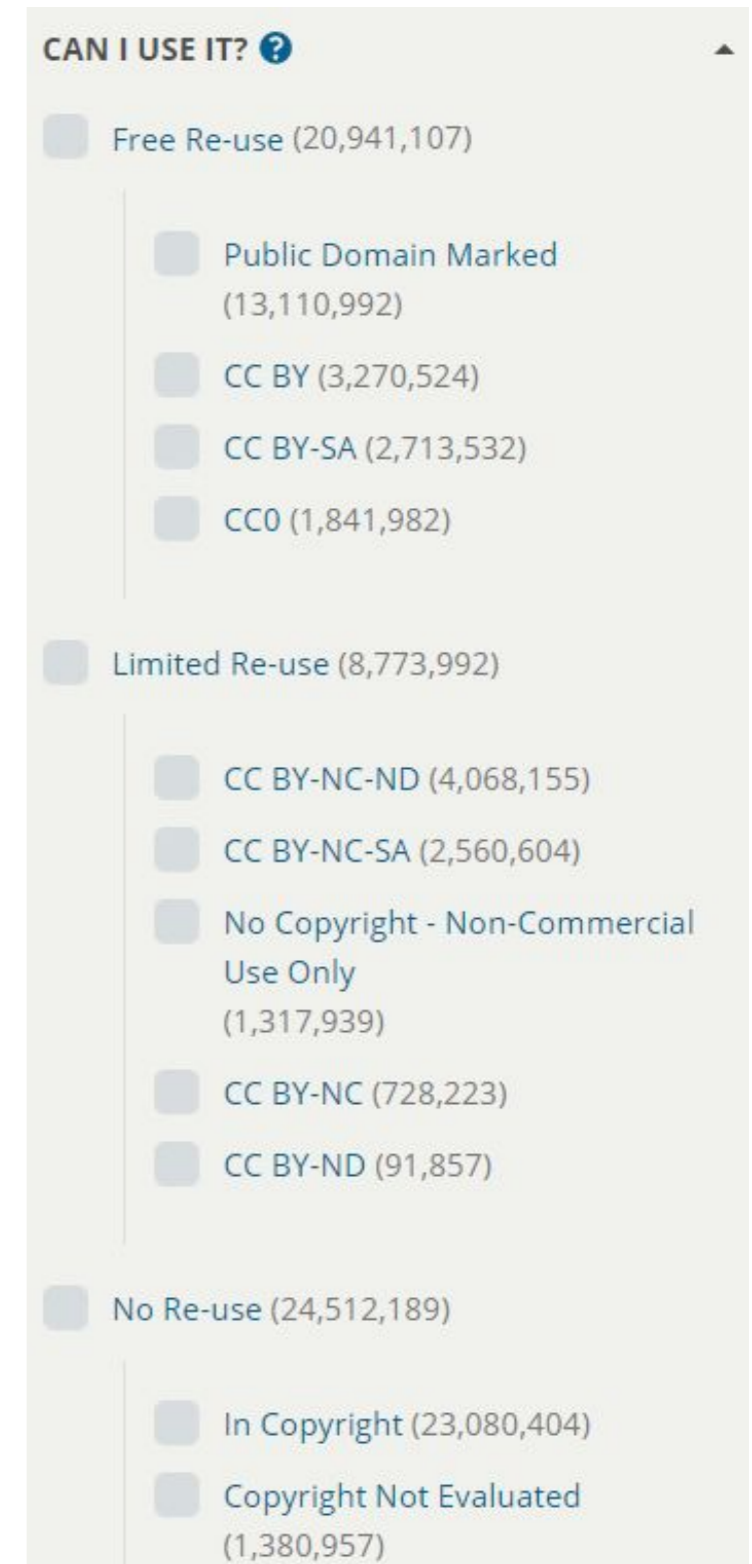 CAN I USE IT? ?
Free Re-use (20,941,107)
Public Domain Marked
(13,110,992)
CC BY (3,270,524)
CC BY-SA (2,713,532)
CC0 (1,841,982)
Limited Re-use (8,773,992)
CC BY-NC-ND (4,068,155)
CC BY-NC-SA (2,560,604)
No Copyright - Non-Commercial
Use Only
(1,317,939)
CC BY-NC (728,223)
CC BY-ND (91,857)
No Re-use (24,512,189)
In Copyright (23,080,404)
Copyright Not Evaluated
(1,380,957)